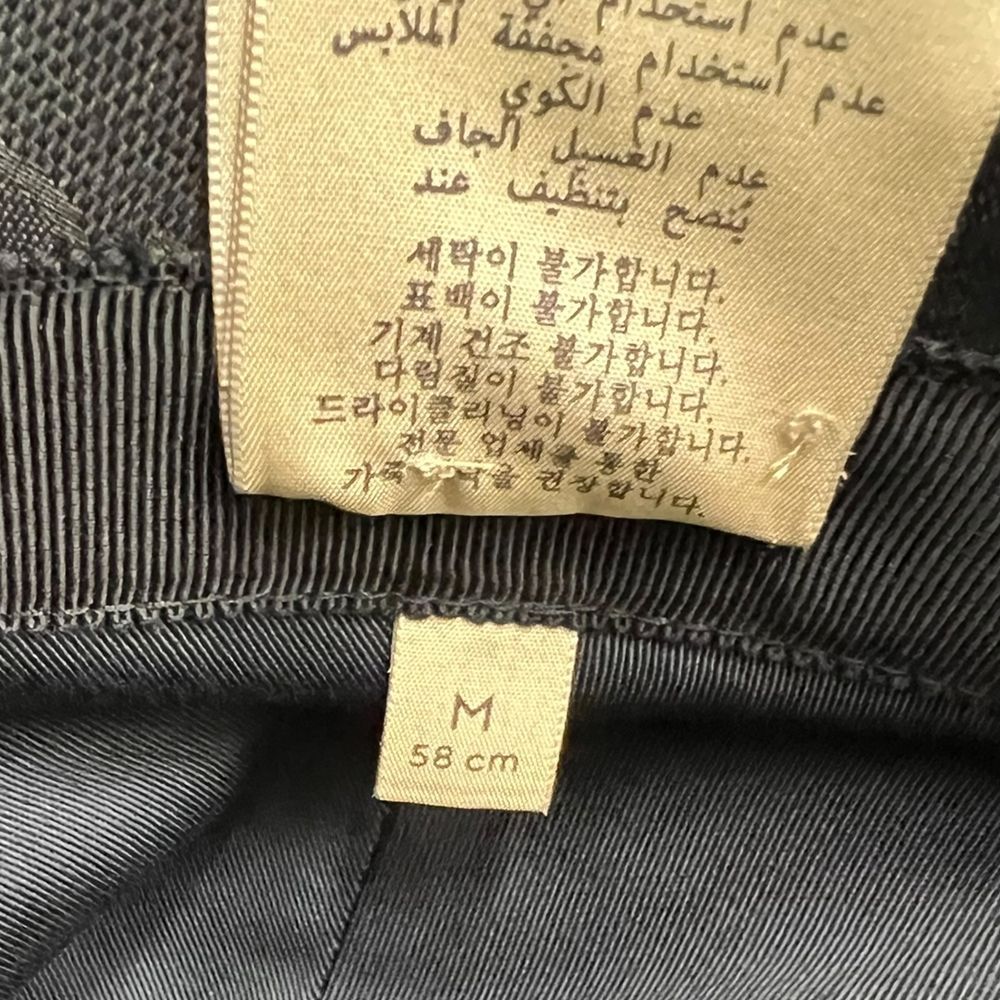 عدم استخدام أي
عدم استخدام مجففة الملابس
عدم الكوي
عدم الغسيل الجاف
يُنصح بتنظيف عند
세탁이 불가합니다.
표백이 불가합니다.
기계 건조 불가합니다.
다림질이 불가합니다.
드라이클리닝이 불가합니다.
전문 업체를 통한
권장합니다.
M
58 cm